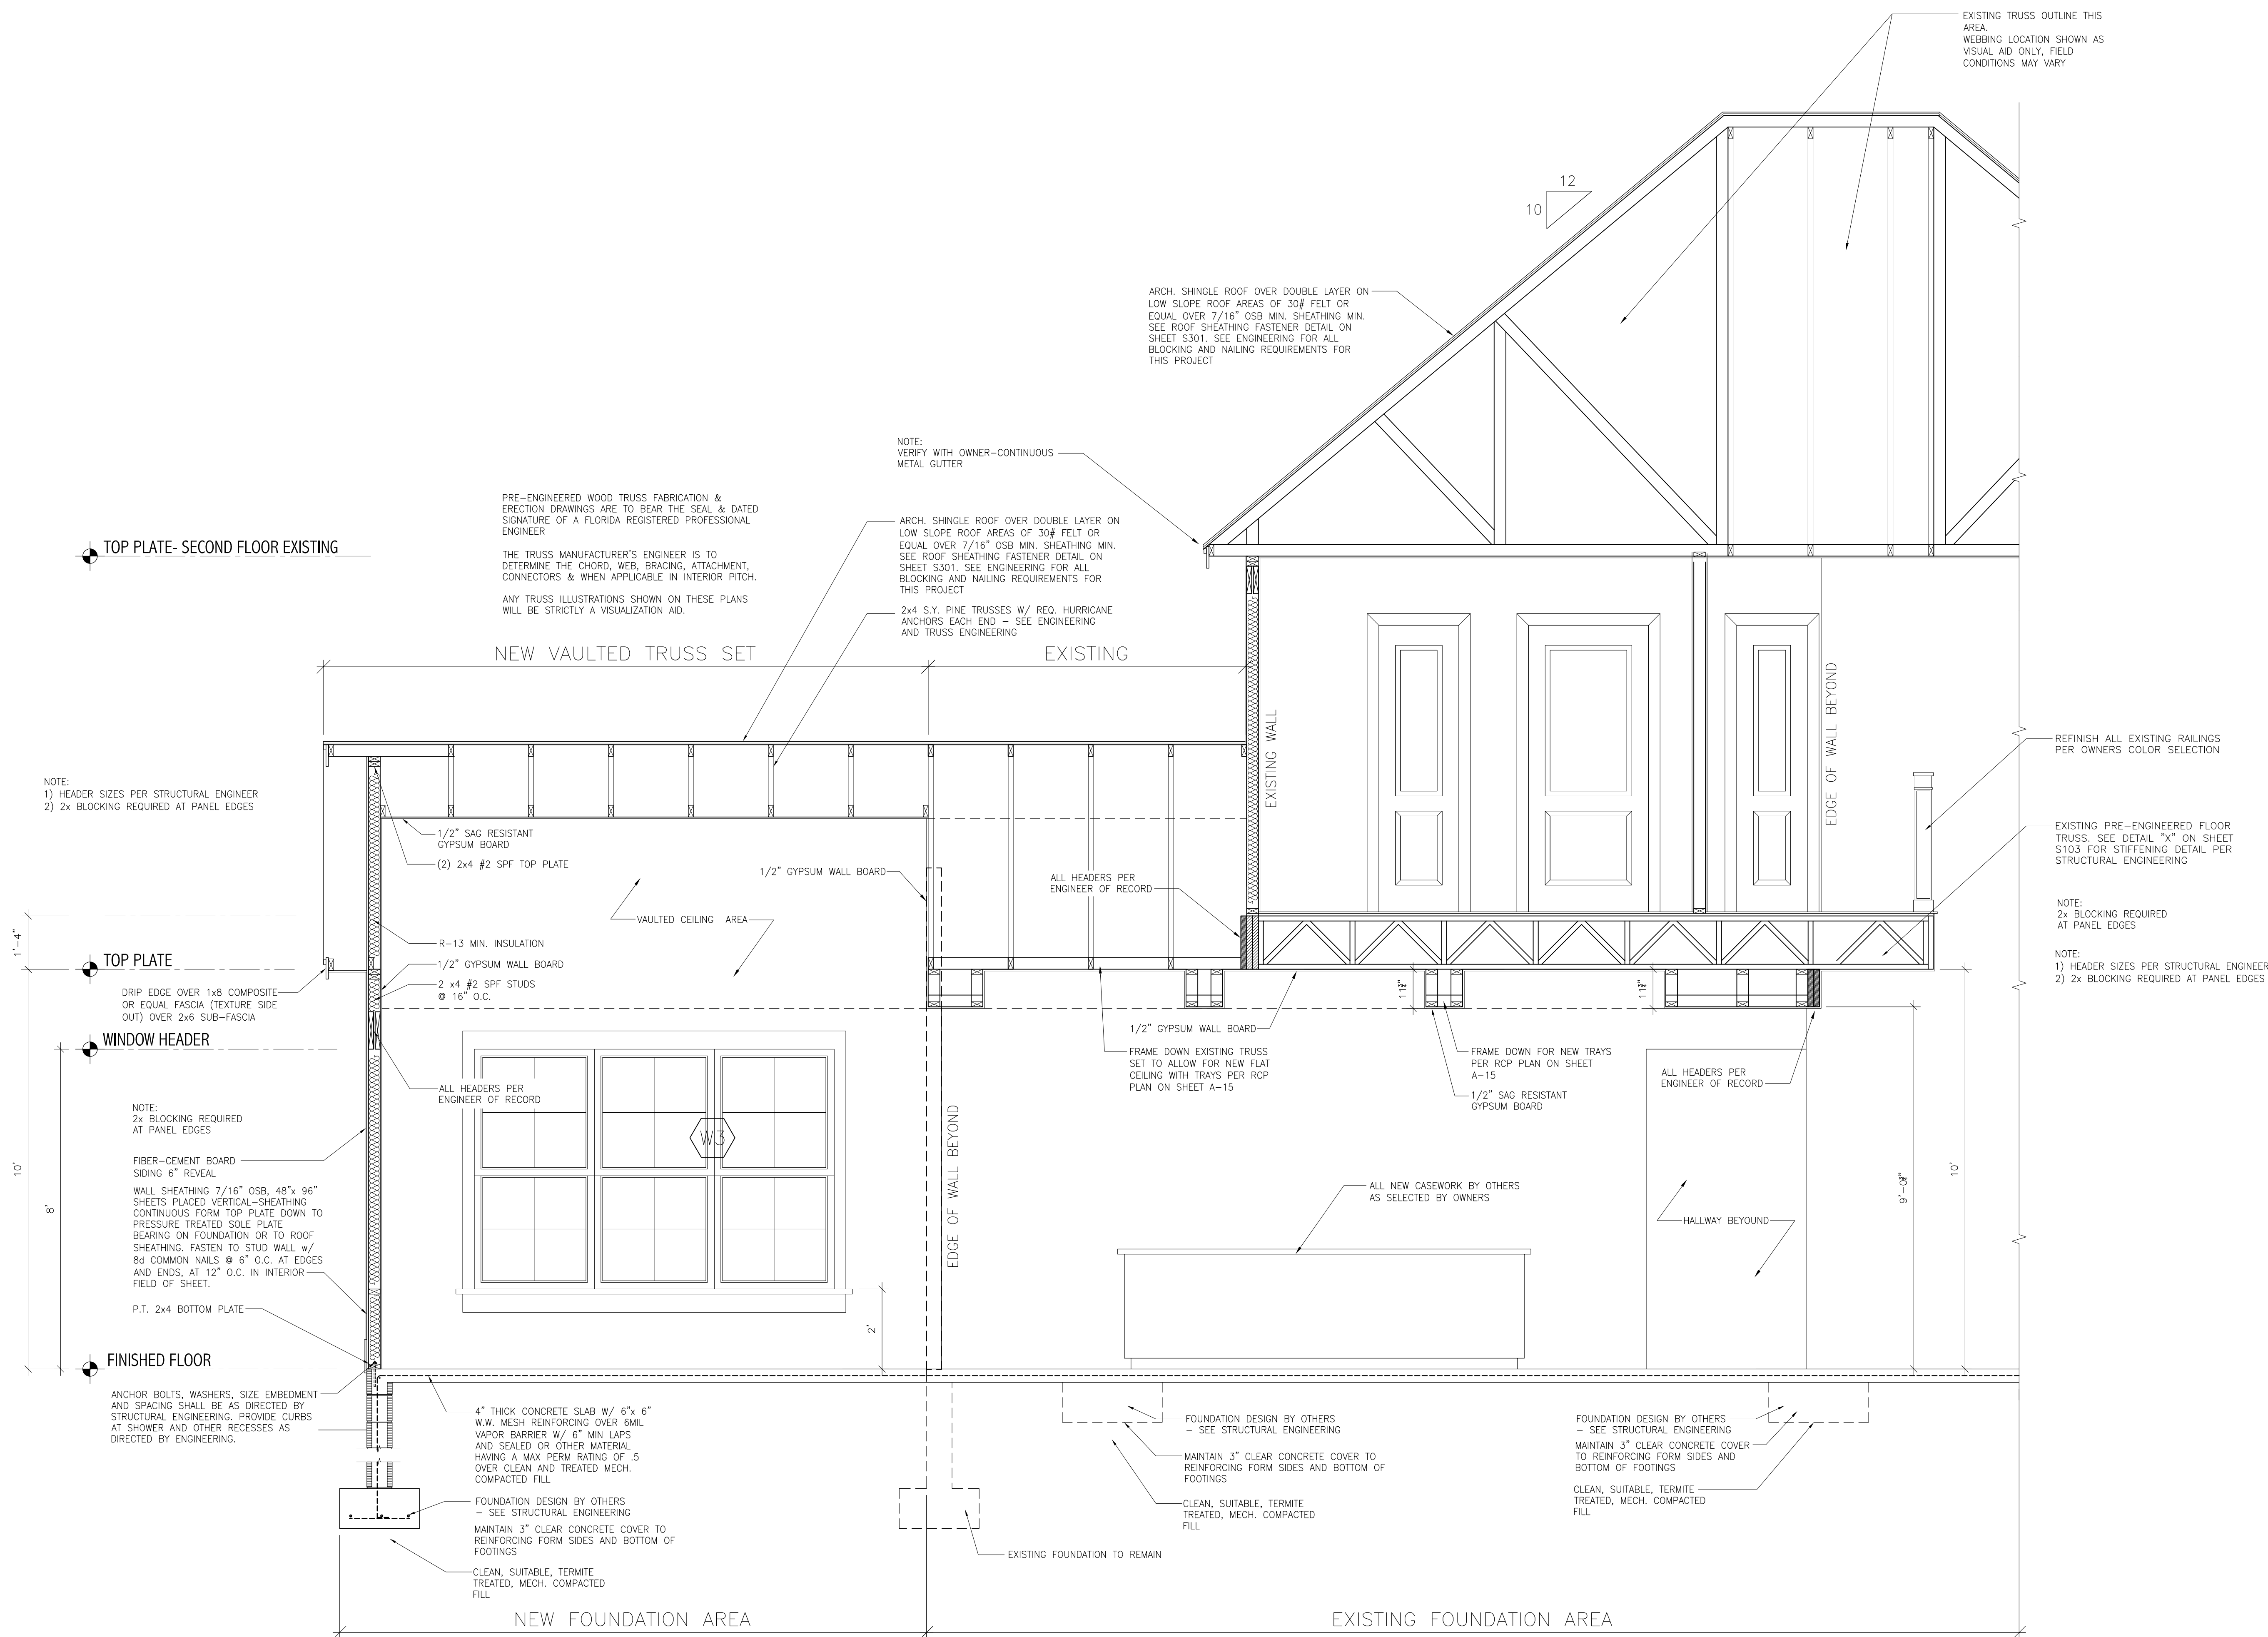 EXISTING TRUSS OUTLINE THIS
AREA.
WEBBING LOCATION SHOWN AS
VISUAL AID ONLY, FIELD
CONDITIONS MAY VARY
12
10
ARCH. SHINGLE ROOF OVER DOUBLE LAYER ON
LOW SLOPE ROOF AREAS OF 30# FELT OR
EQUAL OVER 7/16" OSB MIN. SHEATHING MIN.
SEE ROOF SHEATHING FASTENER DETAIL ON
SHEET S301. SEE ENGINEERING FOR ALL
BLOCKING AND NAILING REQUIREMENTS FOR
THIS PROJECT
NOTE:
VERIFY WITH OWNER-CONTINUOUS
METAL GUTTER
PRE-ENGINEERED WOOD TRUSS FABRICATION &
ERECTION DRAWINGS ARE TO BEAR THE SEAL & DATED
SIGNATURE OF A FLORIDA REGISTERED PROFESSIONAL
ENGINEER
THE TRUSS MANUFACTURER'S ENGINEER IS TO
DETERMINE THE CHORD, WEB, BRACING, ATTACHMENT,
CONNECTORS & WHEN APPLICABLE IN INTERIOR PITCH.
ANY TRUSS ILLUSTRATIONS SHOWN ON THESE PLANS
WILL BE STRICTLY A VISUALIZATION AID.
ARCH. SHINGLE ROOF OVER DOUBLE LAYER ON
LOW SLOPE ROOF AREAS OF 30# FELT OR
EQUAL OVER 7/16" OSB MIN. SHEATHING MIN.
SEE ROOF SHEATHING FASTENER DETAIL ON
SHEET S301. SEE ENGINEERING FOR ALL
BLOCKING AND NAILING REQUIREMENTS FOR
THIS PROJECT
2x4 S.Y. PINE TRUSSES W/ REQ. HURRICANE
ANCHORS EACH END - SEE ENGINEERING
AND TRUSS ENGINEERING
TOP PLATE- SECOND FLOOR EXISTING
NEW VAULTED TRUSS SET
EXISTING
EXISTING WALL
EDGE OF WALL BEYOND
REFINISH ALL EXISTING RAILINGS
PER OWNERS COLOR SELECTION
EXISTING PRE-ENGINEERED FLOOR
TRUSS. SEE DETAIL "X" ON SHEET
S103 FOR STIFFENING DETAIL PER
STRUCTURAL ENGINEERING
NOTE:
2x BLOCKING REQUIRED
AT PANEL EDGES
NOTE:
1) HEADER SIZES PER STRUCTURAL ENGINEER
2) 2x BLOCKING REQUIRED AT PANEL EDGES
NOTE:
1) HEADER SIZES PER STRUCTURAL ENGINEER
2) 2x BLOCKING REQUIRED AT PANEL EDGES
1/2" SAG RESISTANT
GYPSUM BOARD
(2) 2x4 #2 SPF TOP PLATE
1/2" GYPSUM WALL BOARD
ALL HEADERS PER
ENGINEER OF RECORD
VAULTED CEILING AREA
1'-4"
R-13 MIN. INSULATION
1/2" GYPSUM WALL BOARD
2 x4 #2 SPF STUDS
@ 16" O.C.
TOP PLATE
DRIP EDGE OVER 1x8 COMPOSITE
OR EQUAL FASCIA (TEXTURE SIDE
OUT) OVER 2x6 SUB-FASCIA
WINDOW HEADER
ALL HEADERS PER
ENGINEER OF RECORD
1/2" GYPSUM WALL BOARD
FRAME DOWN EXISTING TRUSS
SET TO ALLOW FOR NEW FLAT
CEILING WITH TRAYS PER RCP
PLAN ON SHEET A-15
FRAME DOWN FOR NEW TRAYS
PER RCP PLAN ON SHEET
A-15
1/2" SAG RESISTANT
GYPSUM BOARD
ALL HEADERS PER
ENGINEER OF RECORD
NOTE:
2x BLOCKING REQUIRED
AT PANEL EDGES
FIBER-CEMENT BOARD
SIDING 6" REVEAL
WALL SHEATHING 7/16" OSB, 48"x 96"
SHEETS PLACED VERTICAL-SHEATHING
CONTINUOUS FORM TOP PLATE DOWN TO
PRESSURE TREATED SOLE PLATE
BEARING ON FOUNDATION OR TO ROOF
SHEATHING. FASTEN TO STUD WALL w/
8d COMMON NAILS @ 6" O.C. AT EDGES
AND ENDS, AT 12" O.C. IN INTERIOR
FIELD OF SHEET.
P.T. 2x4 BOTTOM PLATE
10'
8'
W3
EDGE OF WALL BEYOND
2'
ALL NEW CASEWORK BY OTHERS
AS SELECTED BY OWNERS
HALLWAY BEYOUND
10'
FINISHED FLOOR
ANCHOR BOLTS, WASHERS, SIZE EMBEDMENT
AND SPACING SHALL BE AS DIRECTED BY
STRUCTURAL ENGINEERING. PROVIDE CURBS
AT SHOWER AND OTHER RECESSES AS
DIRECTED BY ENGINEERING.
4" THICK CONCRETE SLAB W/ 6"x 6"
W.W. MESH REINFORCING OVER 6MIL
VAPOR BARRIER W/ 6" MIN LAPS
AND SEALED OR OTHER MATERIAL
HAVING A MAX PERM RATING OF .5
OVER CLEAN AND TREATED MECH.
COMPACTED FILL
FOUNDATION DESIGN BY OTHERS
- SEE STRUCTURAL ENGINEERING
MAINTAIN 3" CLEAR CONCRETE COVER TO
REINFORCING FORM SIDES AND BOTTOM OF
FOOTINGS
CLEAN, SUITABLE, TERMITE
TREATED, MECH. COMPACTED
FILL
FOUNDATION DESIGN BY OTHERS
- SEE STRUCTURAL ENGINEERING
MAINTAIN 3" CLEAR CONCRETE COVER TO
REINFORCING FORM SIDES AND BOTTOM OF
FOOTINGS
CLEAN, SUITABLE, TERMITE
TREATED, MECH. COMPACTED
FILL
EXISTING FOUNDATION TO REMAIN
FOUNDATION DESIGN BY OTHERS
- SEE STRUCTURAL ENGINEERING
MAINTAIN 3" CLEAR CONCRETE COVER
TO REINFORCING FORM SIDES AND
BOTTOM OF FOOTINGS
CLEAN, SUITABLE, TERMITE
TREATED, MECH. COMPACTED
FILL
NEW FOUNDATION AREA
EXISTING FOUNDATION AREA